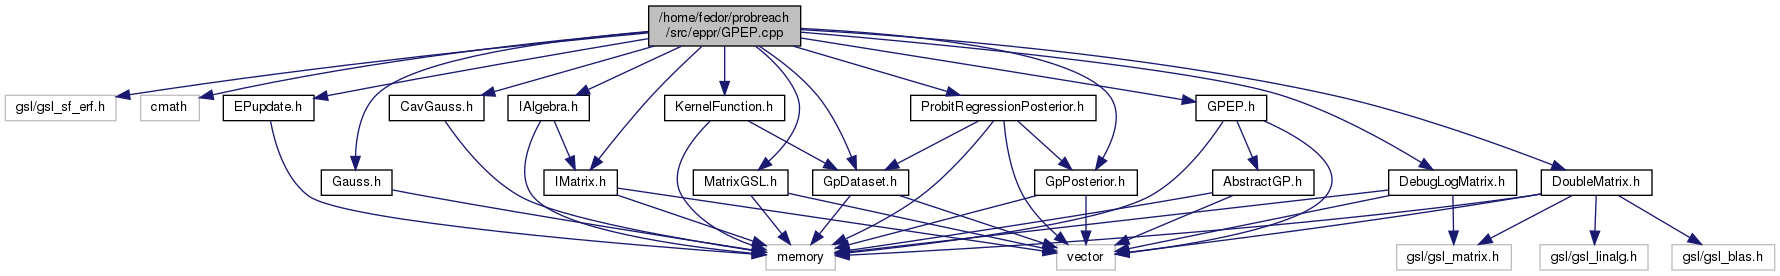 /home/fedor/probreach
/src/eppr/GPEP.cpp
gsl/gsl_sf_erf.h
cmath
EPupdate.h
CavGauss.h
IAlgebra.h
KernelFunction.h
ProbitRegressionPosterior.h
GPEP.h
Gauss.h
IMatrix.h
MatrixGSL.h
GpDataset.h
GpPosterior.h
AbstractGP.h
DebugLogMatrix.h
DoubleMatrix.h
memory
vector
gsl/gsl_matrix.h
gsl/gsl_linalg.h
gsl/gsl_blas.h